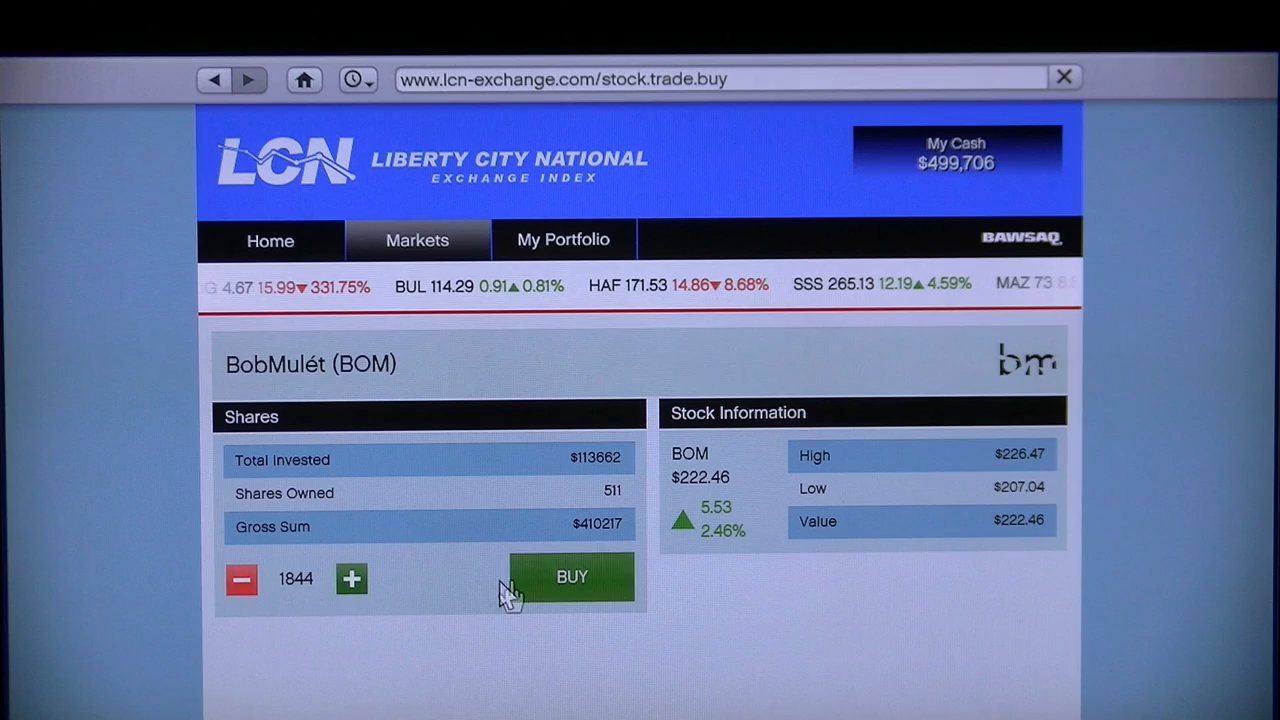 www.lcn-exchange.com/stock.trade.buy
LCN LIBERTY CITY NATIONAL
EXCHANGE INDEX
My Cash
$499,706
Home Markets My Portfolio BAWSAQ
G 4.67 15.99▼331.75% BUL 114.29 0.91▲0.81% HAF 171.53 14.86▼8.68% SSS 265.13 12.19▲4.59% MAZ 73
BobMulét (BOM) bm
Shares
Total Invested $113662
Shares Owned 511
Gross Sum $410217
− 1844 + BUY
Stock Information
BOM
$222.46
▲ 5.53
2.46%
High $226.47
Low $207.04
Value $222.46